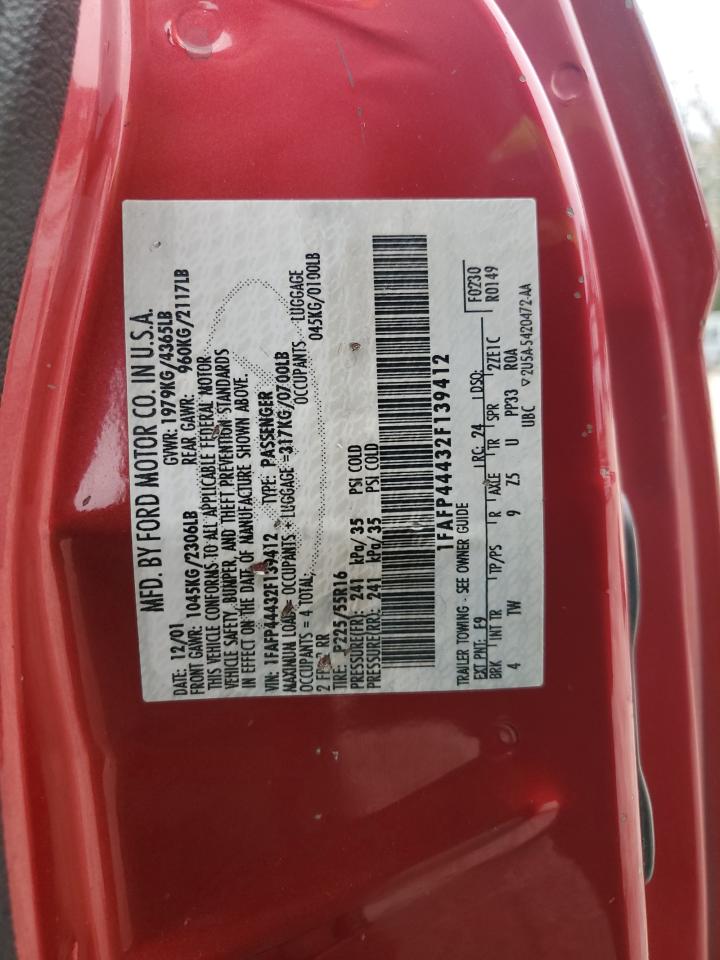 MFD. BY FORD MOTOR CO. IN U.S.A.
DATE: 12/01 GVWR: 1979KG/4365LB
FRONT GAWR: 1045KG/2306LB REAR GAWR: 960KG/2117LB
THIS VEHICLE CONFORMS TO ALL APPLICABLE FEDERAL MOTOR
VEHICLE SAFETY, BUMPER, AND THEFT PREVENTION STANDARDS
IN EFFECT ON THE DATE OF MANUFACTURE SHOWN ABOVE.
VIN: 1FAFP44432F139412 TYPE: PASSENGER
MAXIMUM LOAD= OCCUPANTS + LUGGAGE =317KG/0700LB
OCCUPANTS = 4 TOTAL: OCCUPANTS LUGGAGE
2 FR 2 RR 045KG/0100LB
TIRE: P225/55R16
PRESSURE(FR): 241 kPa/35 PSI COLD
PRESSURE(RR): 241 kPa/35 PSI COLD
1FAFP44432F139412
TRAILER TOWING - SEE OWNER GUIDE
EXT PNT: E9 RC: 24 DSO: F0230
BRK INT TR TP/PS R AXLE TR SPR 27E1C R0149
4 TW 9 Z5 U PP33 ROA
UBC ▽2U5A-5420472-AA